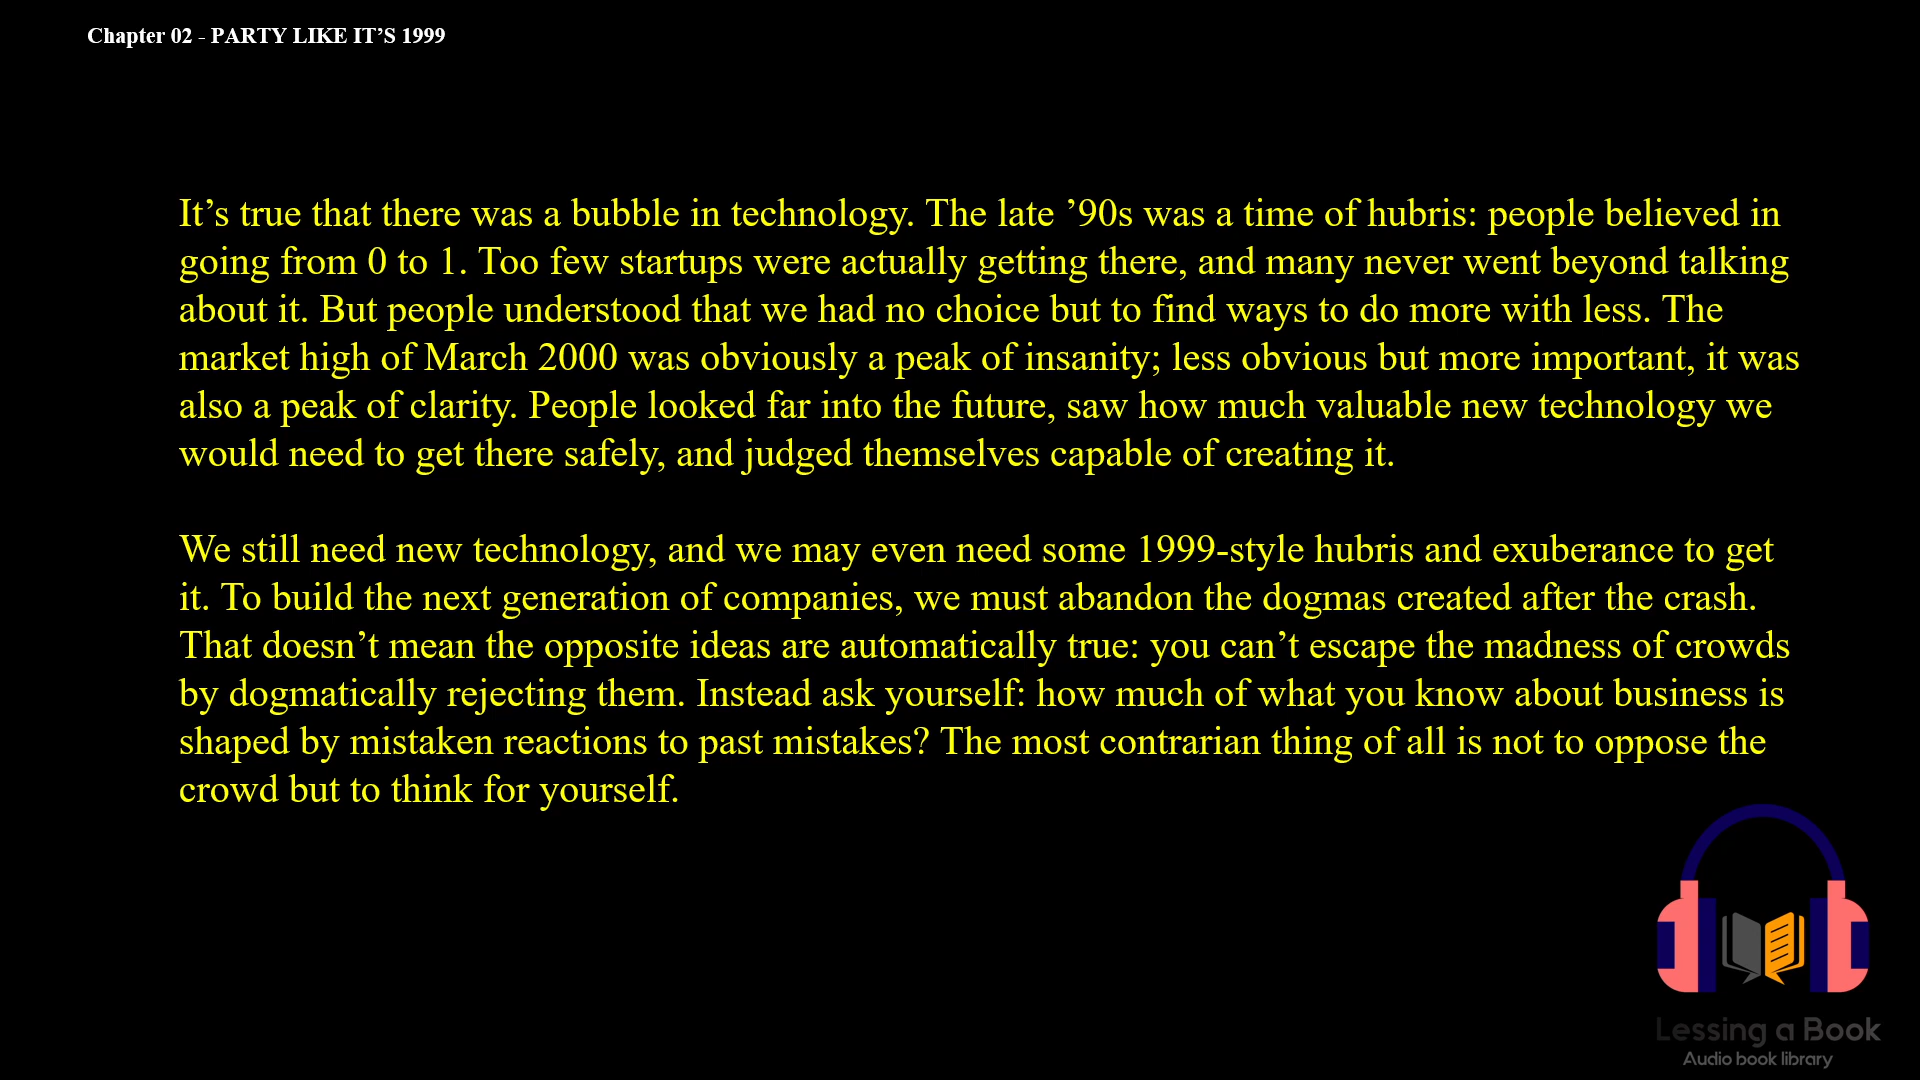 Chapter 02 - PARTY LIKE IT’S 1999
It’s true that there was a bubble in technology. The late ’90s was a time of hubris: people believed in
going from 0 to 1. Too few startups were actually getting there, and many never went beyond talking
about it. But people understood that we had no choice but to find ways to do more with less. The
market high of March 2000 was obviously a peak of insanity; less obvious but more important, it was
also a peak of clarity. People looked far into the future, saw how much valuable new technology we
would need to get there safely, and judged themselves capable of creating it.
We still need new technology, and we may even need some 1999-style hubris and exuberance to get
it. To build the next generation of companies, we must abandon the dogmas created after the crash.
That doesn’t mean the opposite ideas are automatically true: you can’t escape the madness of crowds
by dogmatically rejecting them. Instead ask yourself: how much of what you know about business is
shaped by mistaken reactions to past mistakes? The most contrarian thing of all is not to oppose the
crowd but to think for yourself.
Lessing a Book
Audio book library